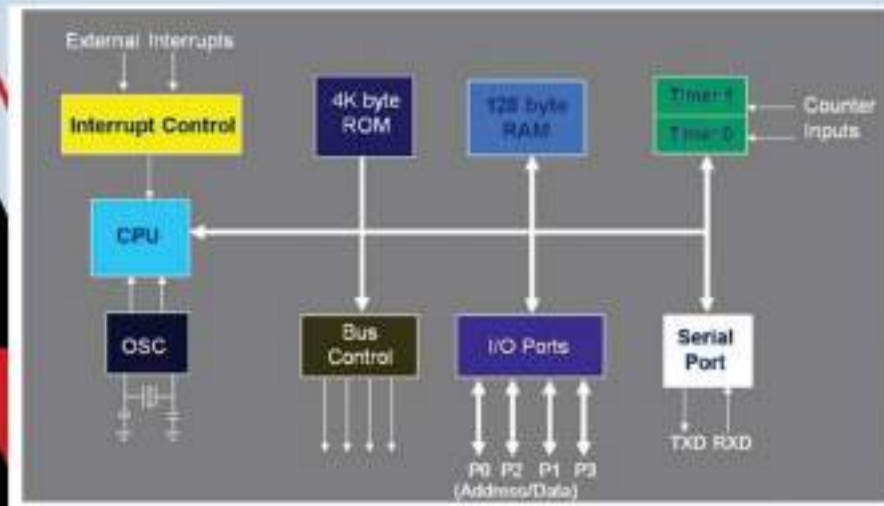 External Interrupts
Interrupt Control
4K byte
ROM
128 byte
RAM
Timer 1
Timer 0
Counter
Inputs
CPU
OSC
Bus
Control
I/O Ports
Serial
Port
TXD RXD
P0 P2 P1 P3
(Address/Data)